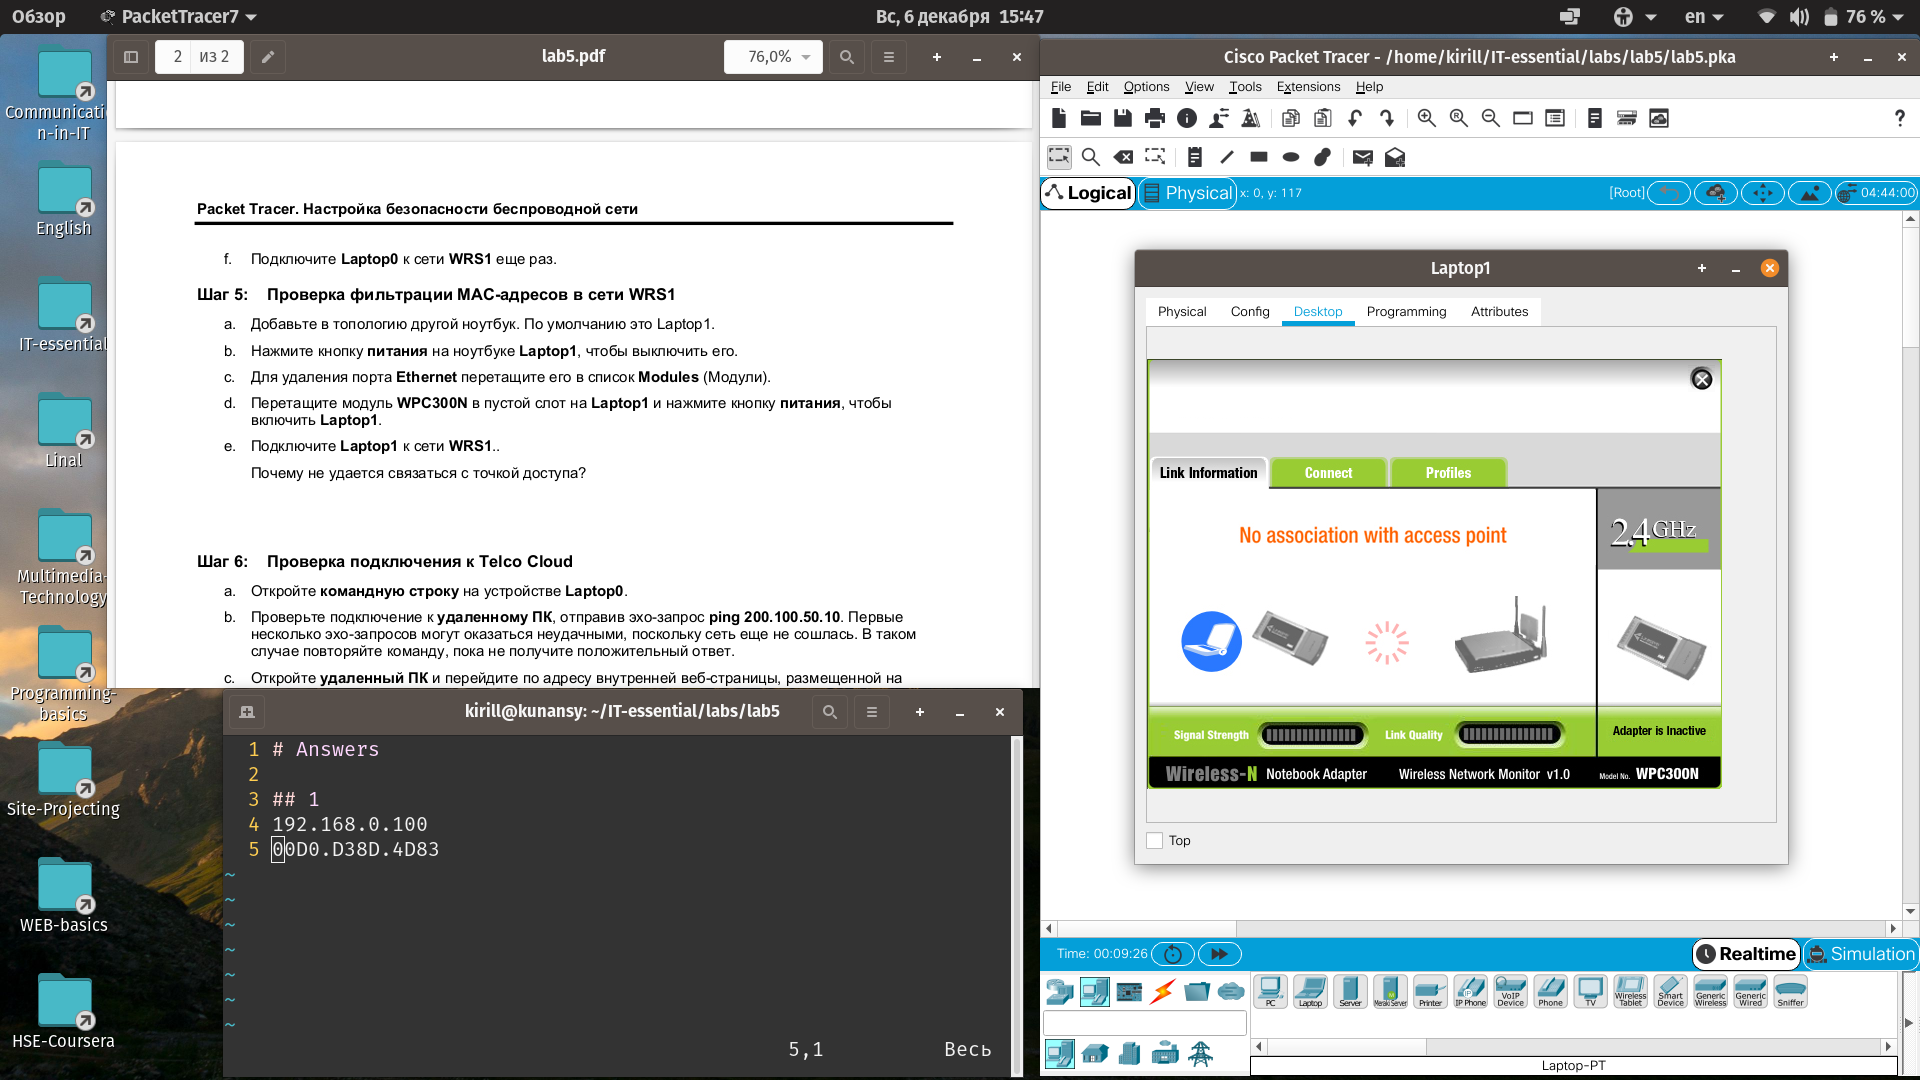 Обзор
PacketTracer7
Вс, 6 декабря 15:47
en
76 %
Communicatio
n-in-IT
English
IT-essential
Linal
Multimedia-
Technology
Programming-
basics
Site-Projecting
WEB-basics
HSE-Coursera
2 из 2
lab5.pdf
76,0%
Packet Tracer. Настройка безопасности беспроводной сети
f. Подключите Laptop0 к сети WRS1 еще раз.
Шаг 5: Проверка фильтрации MAC-адресов в сети WRS1
a. Добавьте в топологию другой ноутбук. По умолчанию это Laptop1.
b. Нажмите кнопку питания на ноутбуке Laptop1, чтобы выключить его.
c. Для удаления порта Ethernet перетащите его в список Modules (Модули).
d. Перетащите модуль WPC300N в пустой слот на Laptop1 и нажмите кнопку питания, чтобы
включить Laptop1.
e. Подключите Laptop1 к сети WRS1..
Почему не удается связаться с точкой доступа?
Шаг 6: Проверка подключения к Telco Cloud
a. Откройте командную строку на устройстве Laptop0.
b. Проверьте подключение к удаленному ПК, отправив эхо-запрос ping 200.100.50.10. Первые
несколько эхо-запросов могут оказаться неудачными, поскольку сеть еще не сошлась. В таком
случае повторяйте команду, пока не получите положительный ответ.
c. Откройте удаленный ПК и перейдите по адресу внутренней веб-страницы, размещенной на
kirill@kunansy: ~/IT-essential/labs/lab5
1 # Answers
2
3 ## 1
4 192.168.0.100
5 00D0.D38D.4D83
~
~
~
~
~
~
~
5,1 Весь
Cisco Packet Tracer - /home/kirill/IT-essential/labs/lab5/lab5.pka
File Edit Options View Tools Extensions Help
?
Logical Physical x: 0, y: 117 [Root] 04:44:00
Laptop1
Physical Config Desktop Programming Attributes
Link Information Connect Profiles
No association with access point
2.4GHz
Signal Strength Link Quality
Adapter is Inactive
Wireless-N Notebook Adapter Wireless Network Monitor v1.0 Model No. WPC300N
Top
Time: 00:09:26
Realtime Simulation
PC
Laptop
Server
Meraki Server
Printer
IP Phone
VoIP Device
Phone
TV
Wireless Tablet
Smart Device
Generic Wireless
Generic Wired
Sniffer
Laptop-PT